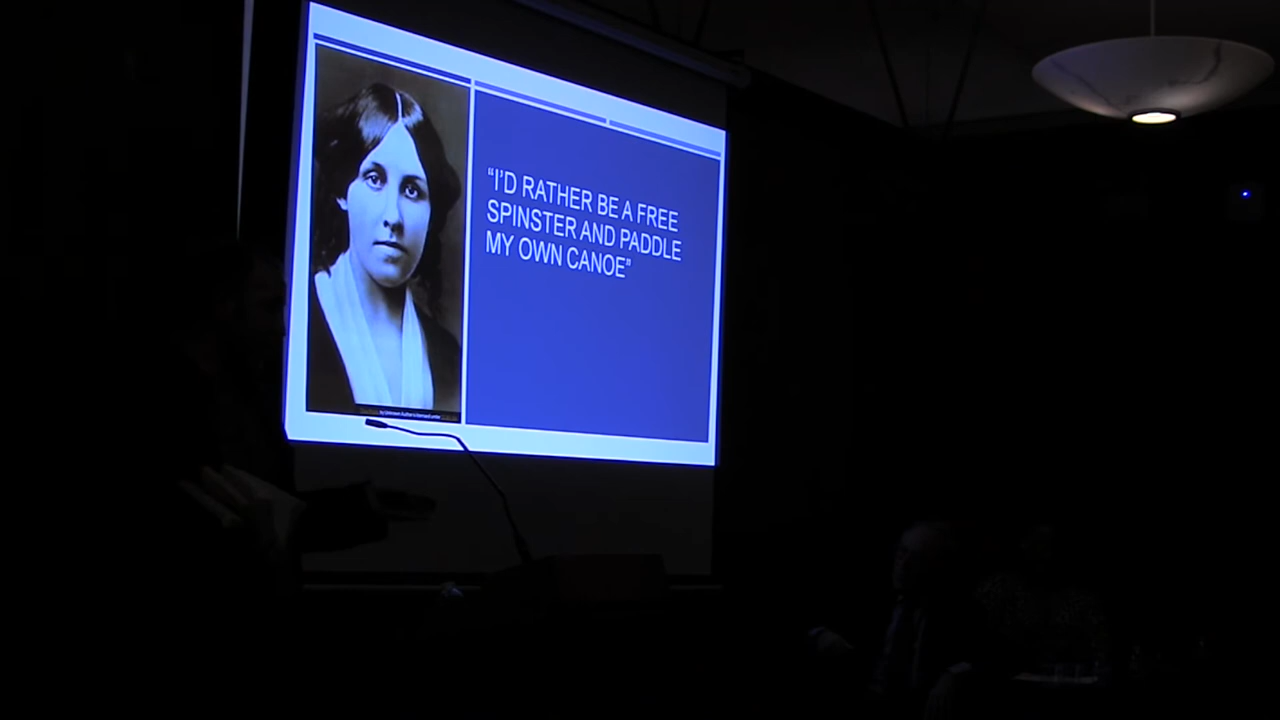 “I’D RATHER BE A FREE
SPINSTER AND PADDLE
MY OWN CANOE”